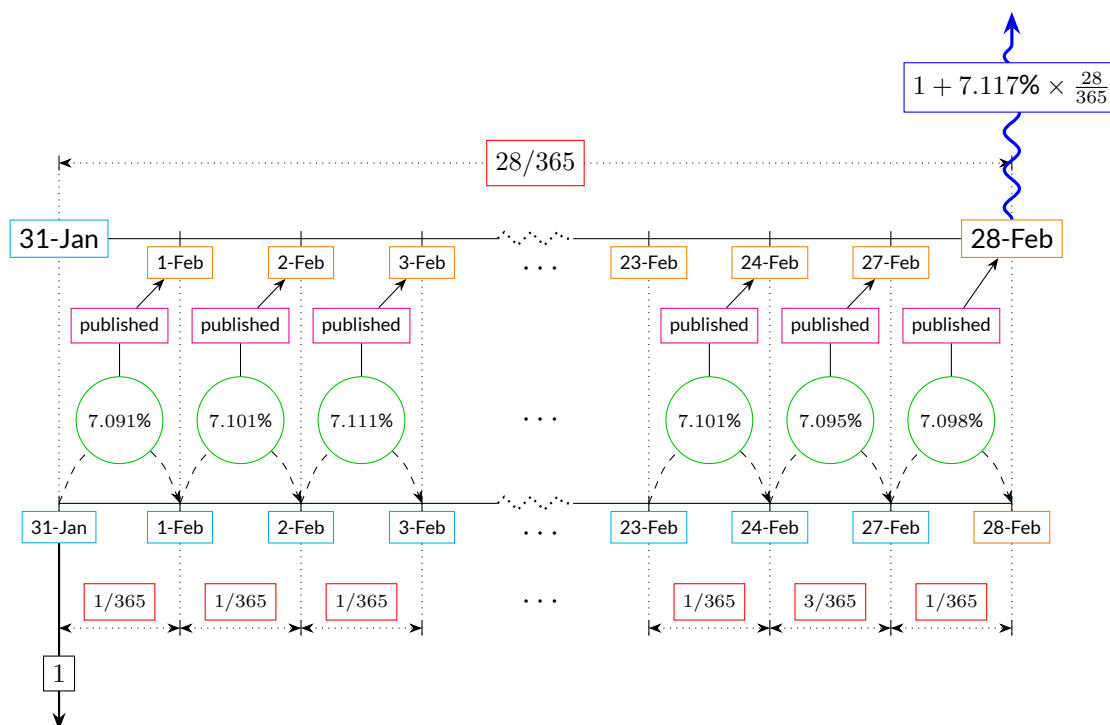 1 + 7.117% × 28/365
28/365
31-Jan
28-Feb
1-Feb 2-Feb 3-Feb ... 23-Feb 24-Feb 27-Feb
published published published published published published
7.091% 7.101% 7.111% ... 7.101% 7.095% 7.098%
31-Jan 1-Feb 2-Feb 3-Feb ... 23-Feb 24-Feb 27-Feb 28-Feb
1/365 1/365 1/365 ... 1/365 3/365 1/365
1